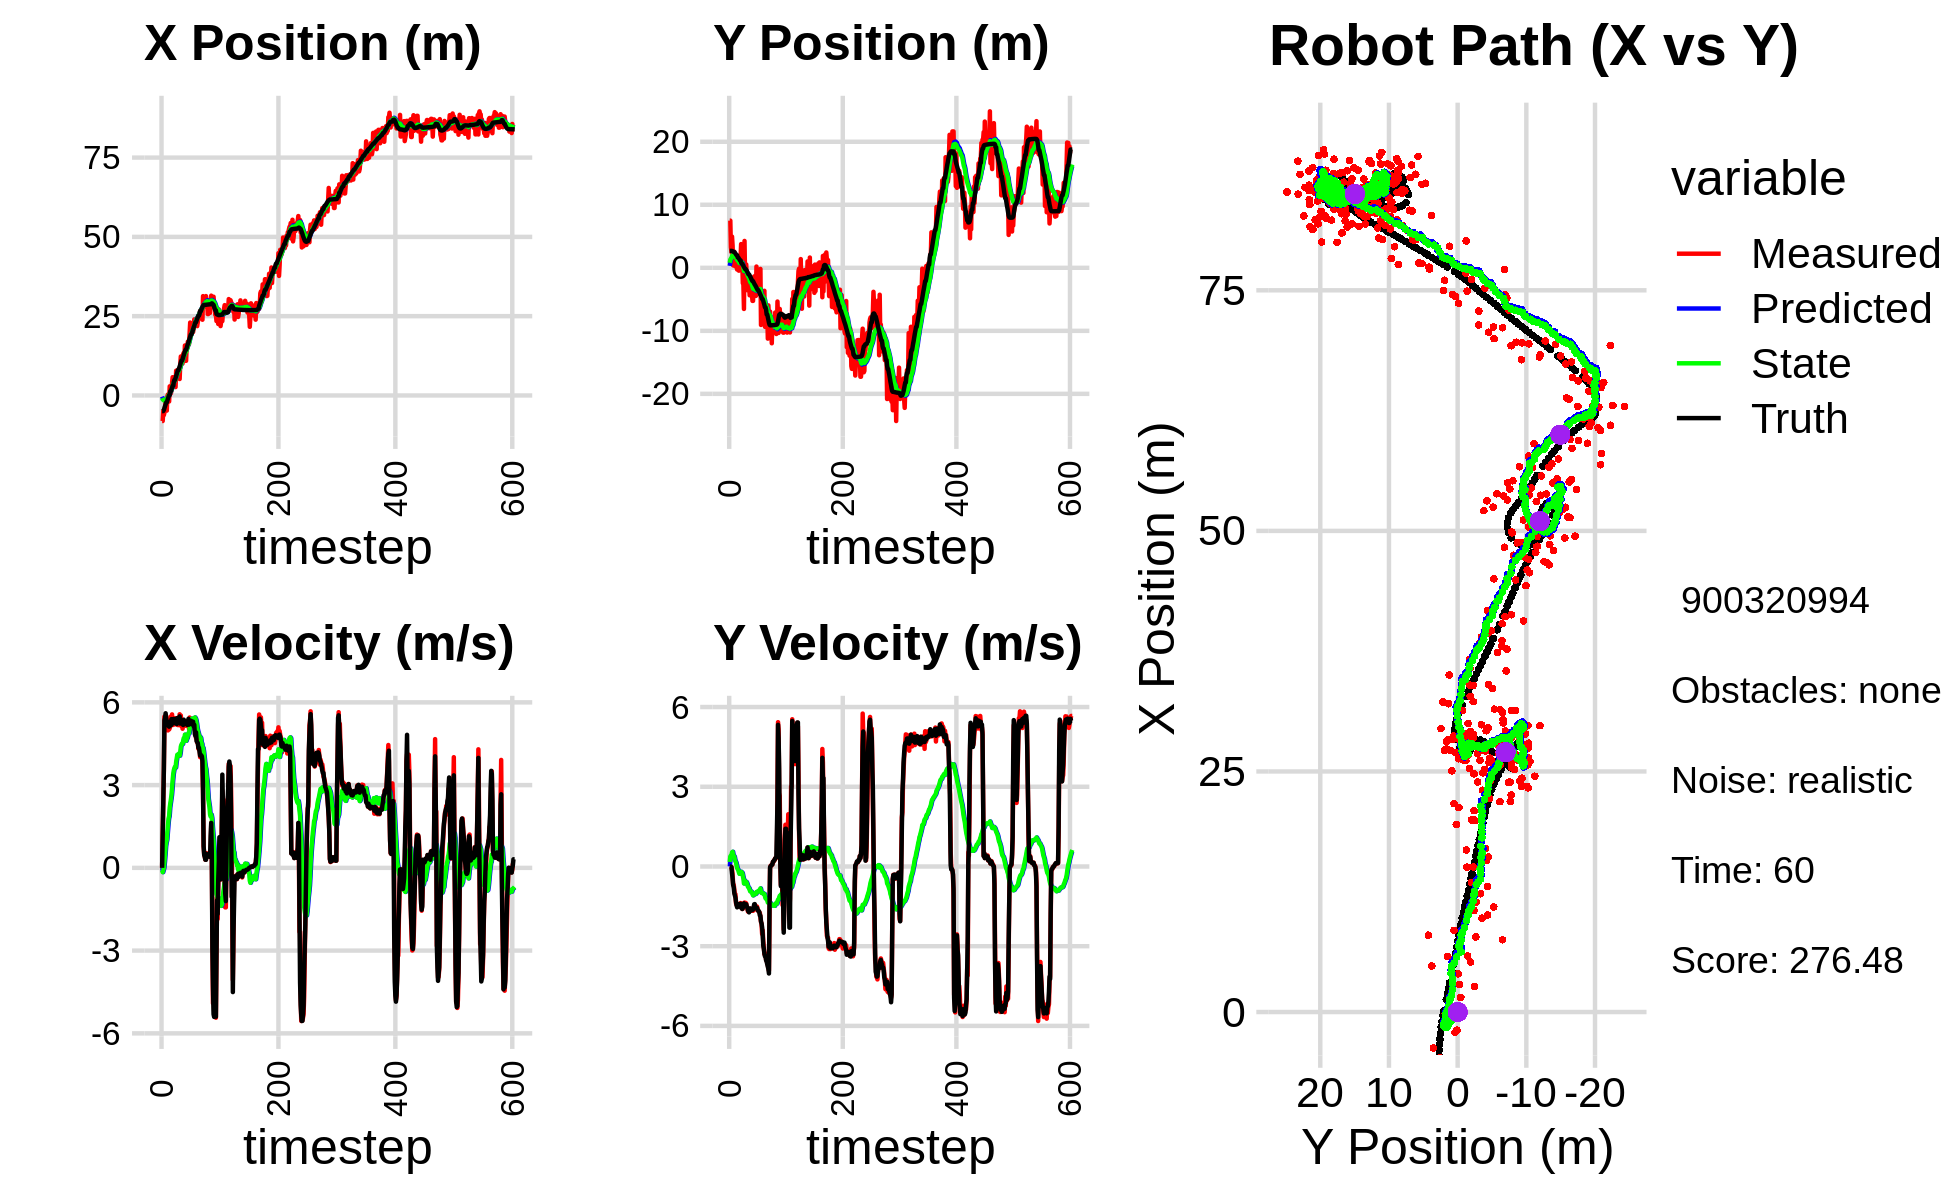 X Position (m)
75
50
25
0
0
200
400
600
timestep
Y Position (m)
20
10
0
-10
-20
0
200
400
600
timestep
X Velocity (m/s)
6
3
0
-3
-6
0
200
400
600
timestep
Y Velocity (m/s)
6
3
0
-3
-6
0
200
400
600
timestep
Robot Path (X vs Y)
X Position (m)
75
50
25
0
20 10 0 -10 -20
Y Position (m)
variable
Measured
Predicted
State
Truth
900320994
Obstacles: none
Noise: realistic
Time: 60
Score: 276.48